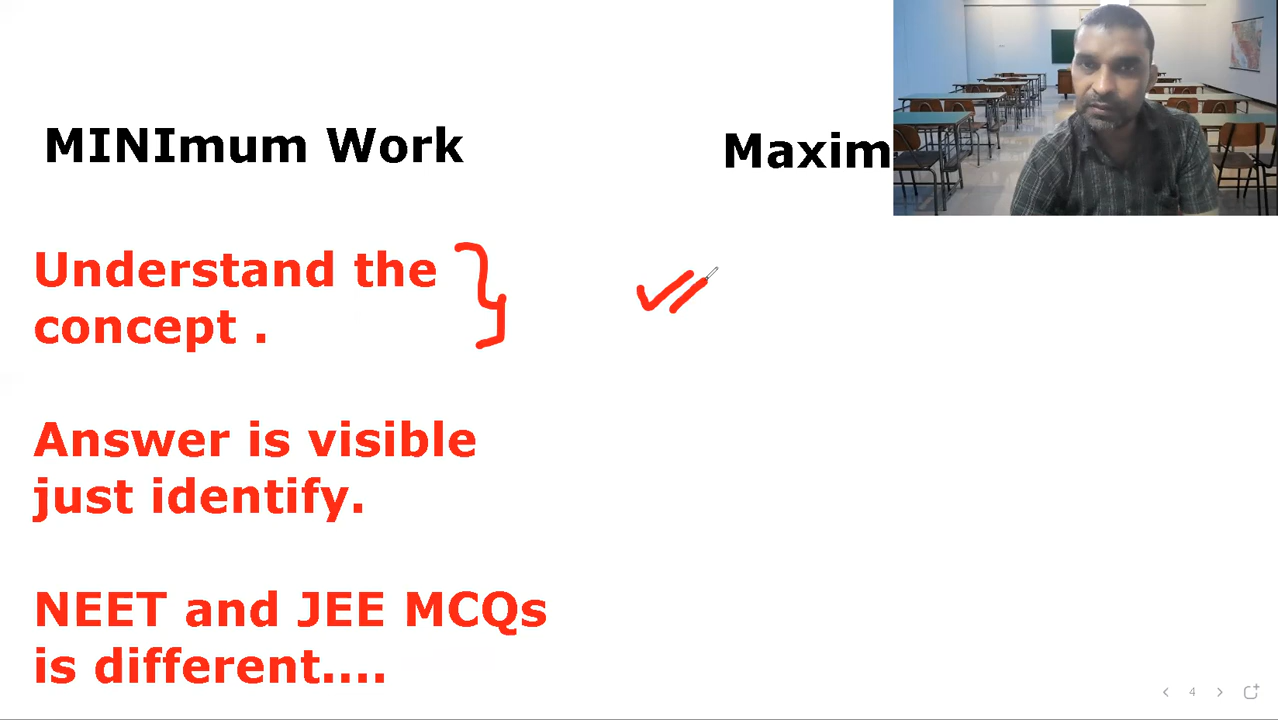 MINImum Work
Maxim
Understand the
concept .
Answer is visible
just identify.
NEET and JEE MCQs
is different....
4